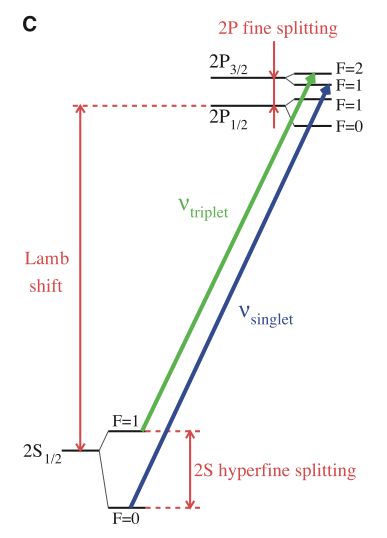 C
2P fine splitting
2P3/2
F=2
F=1
F=1
2P1/2
F=0
νtriplet
Lamb
shift
νsinglet
F=1
2S1/2
2S hyperfine splitting
F=0